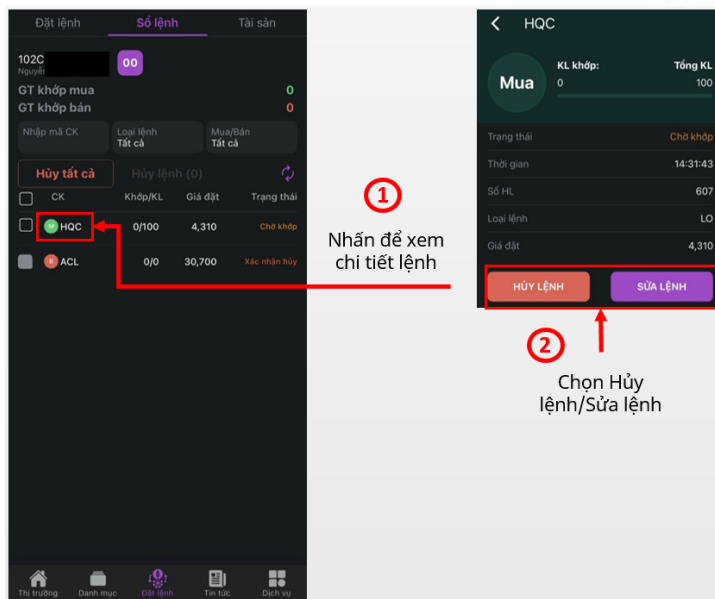 Đặt lệnh Sổ lệnh Tài sản
102C 00
Nguyễ
GT khớp mua 0
GT khớp bán 0
Nhập mã CK Loại lệnh Mua/Bán
Tất cả Tất cả
Hủy tất cả Hủy lệnh (0)
CK Khớp/KL Giá đặt Trạng thái
M HQC 0/100 4,310 Chờ khớp
B ACL 0/0 30,700 Xác nhận hủy
Thị trường Danh mục Đặt lệnh Tin tức Dịch vụ
1
Nhấn để xem
chi tiết lệnh
HQC
Mua
KL khớp: Tổng KL
0 100
Trạng thái Chờ khớp
Thời gian 14:31:43
Số HL 607
Loại lệnh LO
Giá đặt 4,310
HỦY LỆNH SỬA LỆNH
2
Chọn Hủy
lệnh/Sửa lệnh